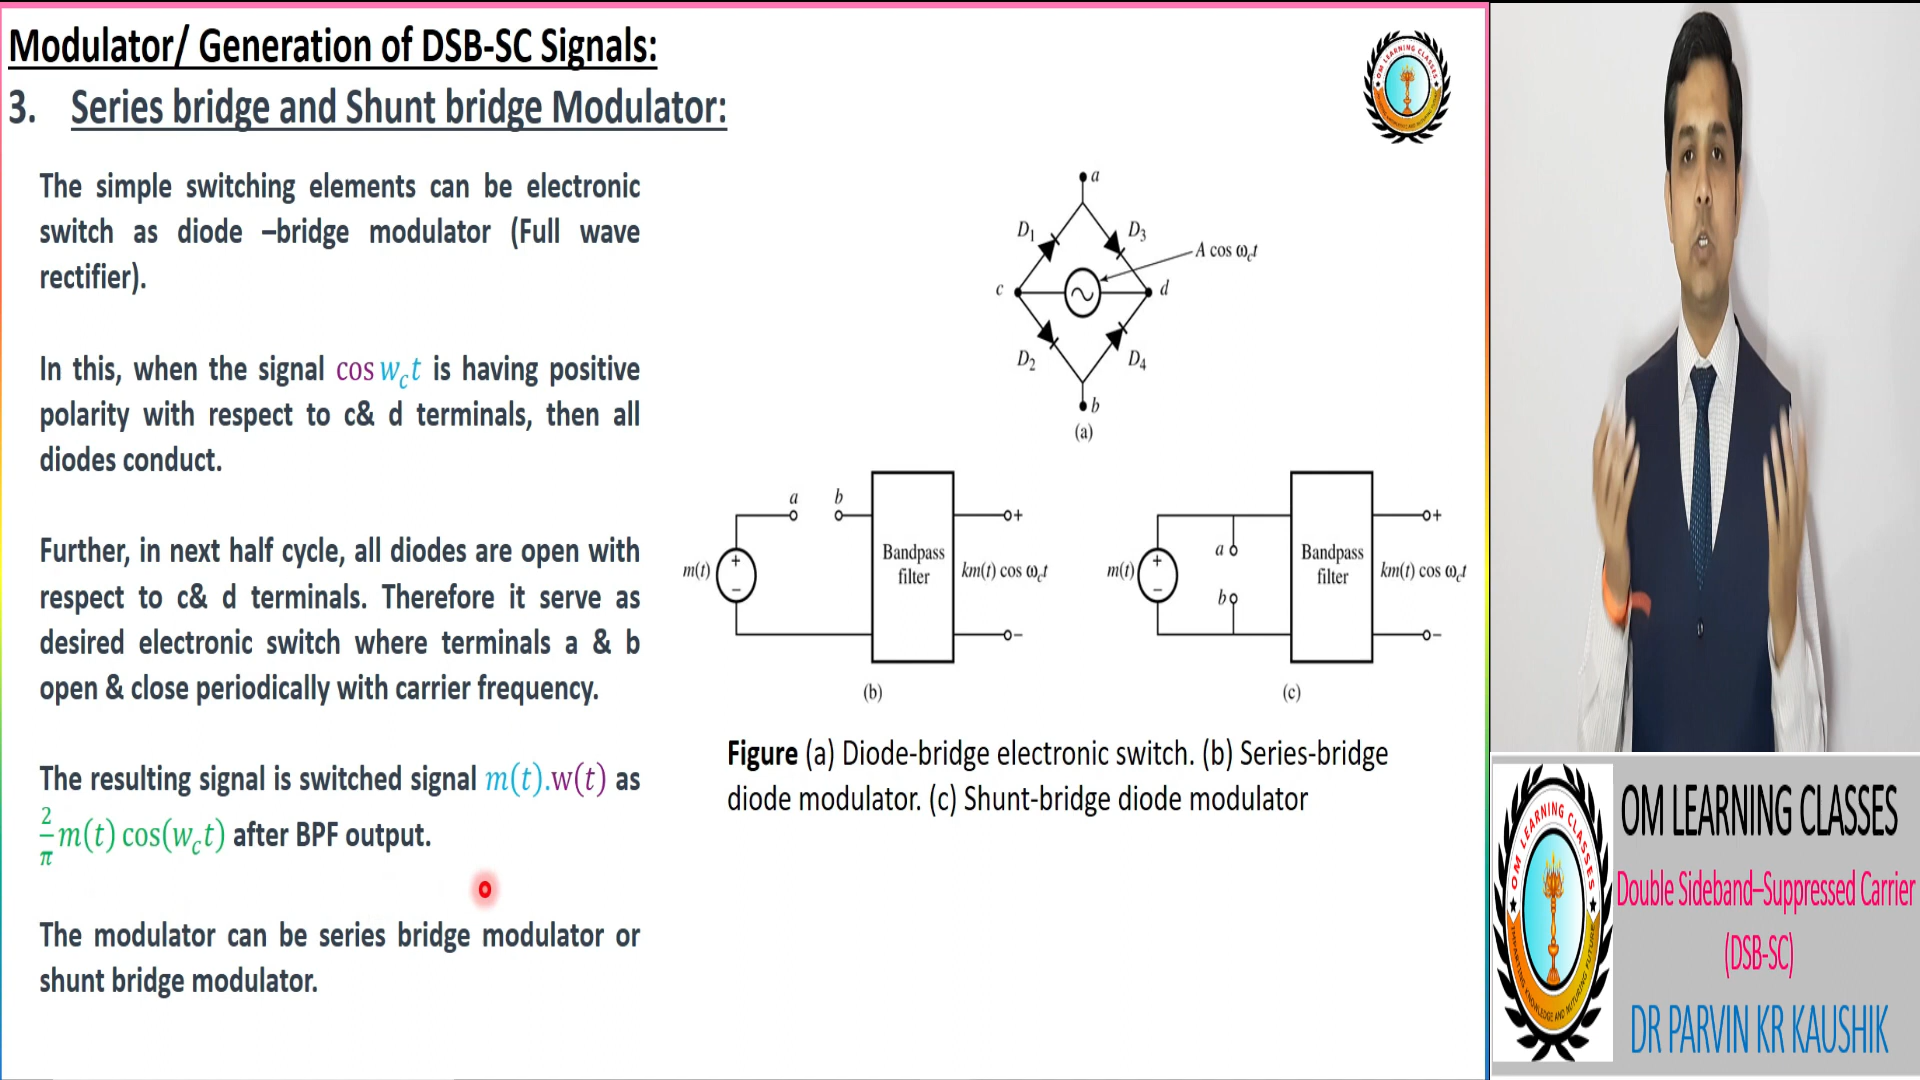 Modulator/ Generation of DSB-SC Signals:
3. Series bridge and Shunt bridge Modulator:
The simple switching elements can be electronic
switch as diode –bridge modulator (Full wave
rectifier).
In this, when the signal cos w_c t is having positive
polarity with respect to c& d terminals, then all
diodes conduct.
Further, in next half cycle, all diodes are open with
respect to c& d terminals. Therefore it serve as
desired electronic switch where terminals a & b
open & close periodically with carrier frequency.
The resulting signal is switched signal m(t).w(t) as
2/π m(t) cos(w_c t) after BPF output.
The modulator can be series bridge modulator or
shunt bridge modulator.
a
D1
D3
A cos ω_c t
c
d
D2
D4
b
(a)
a b
m(t)
+
−
Bandpass
filter
+
km(t) cos ω_c t
−
(b)
m(t)
+
−
a
b
Bandpass
filter
+
km(t) cos ω_c t
−
(c)
Figure (a) Diode-bridge electronic switch. (b) Series-bridge
diode modulator. (c) Shunt-bridge diode modulator
OM LEARNING CLASSES
OM LEARNING CLASSES
OM LEARNING CLASSES
Double Sideband–Suppressed Carrier
(DSB-SC)
DR PARVIN KR KAUSHIK